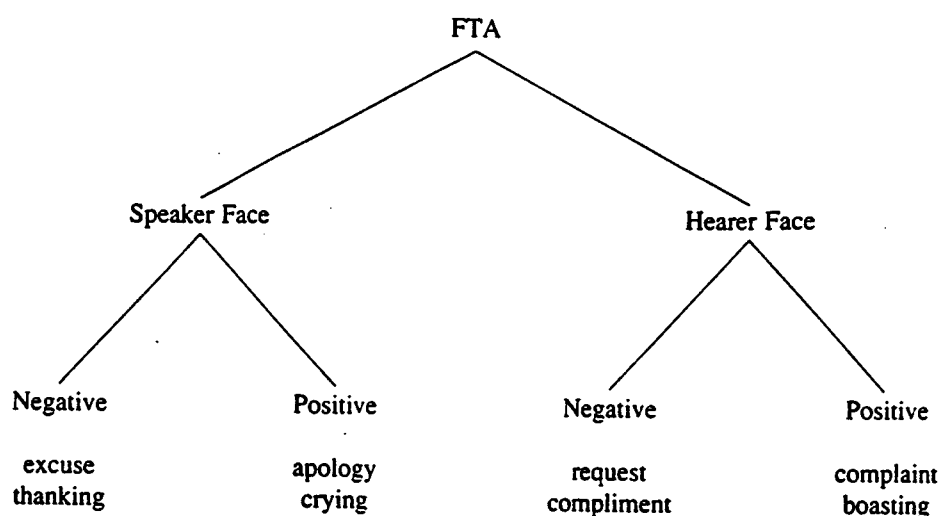 FTA
Speaker Face
Hearer Face
Negative
Positive
Negative
Positive
excuse
thanking
apology
crying
request
compliment
complaint
boasting